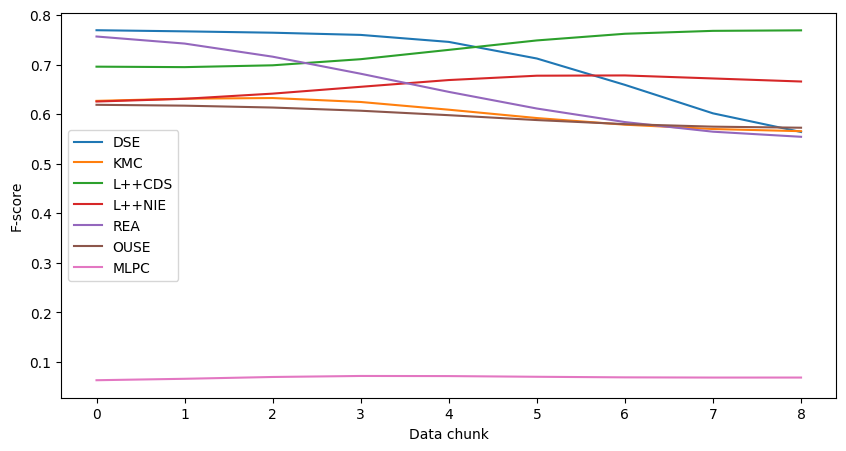 0.8
0.7
0.6
0.5
0.4
0.3
0.2
0.1
F-score
DSE
KMC
L++CDS
L++NIE
REA
OUSE
MLPC
0 1 2 3 4 5 6 7 8
Data chunk